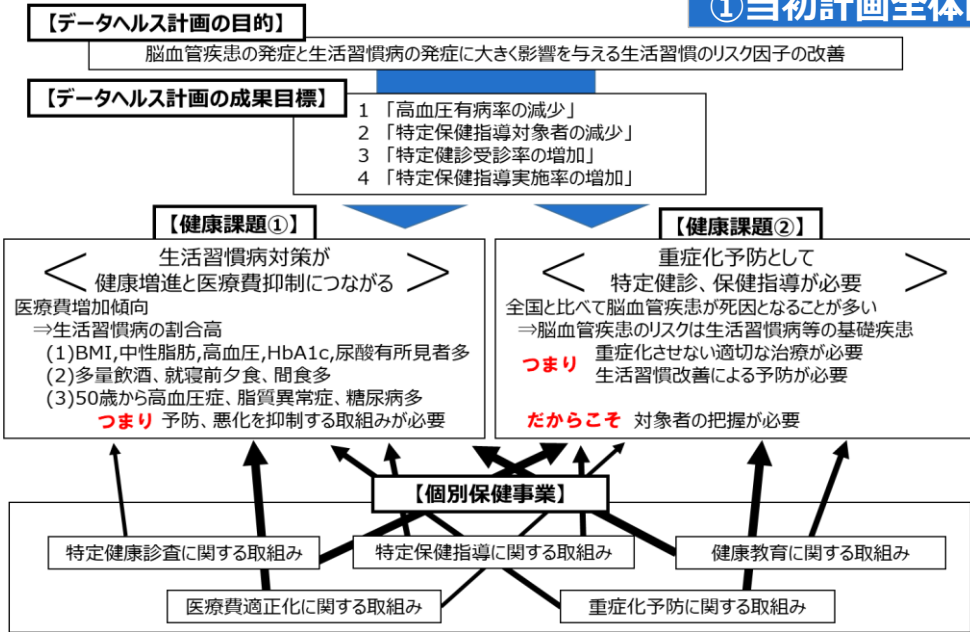 ①当初計画全体
【データヘルス計画の目的】
脳血管疾患の発症と生活習慣病の発症に大きく影響を与える生活習慣のリスク因子の改善
【データヘルス計画の成果目標】
1 「高血圧有病率の減少」
2 「特定保健指導対象者の減少」
3 「特定健診受診率の増加」
4 「特定保健指導実施率の増加」
【健康課題①】
生活習慣病対策が
健康増進と医療費抑制につながる
医療費増加傾向
⇒生活習慣病の割合高
(1)BMI,中性脂肪,高血圧,HbA1c,尿酸有所見者多
(2)多量飲酒、就寝前夕食、間食多
(3)50歳から高血圧症、脂質異常症、糖尿病多
つまり 予防、悪化を抑制する取組みが必要
【健康課題②】
重症化予防として
特定健診、保健指導が必要
全国と比べて脳血管疾患が死因となることが多い
⇒脳血管疾患のリスクは生活習慣病等の基礎疾患
つまり 重症化させない適切な治療が必要
生活習慣改善による予防が必要
だからこそ 対象者の把握が必要
【個別保健事業】
特定健康診査に関する取組み
特定保健指導に関する取組み
健康教育に関する取組み
医療費適正化に関する取組み
重症化予防に関する取組み